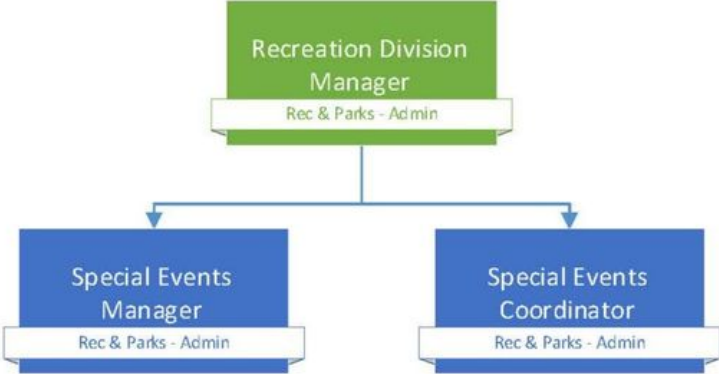 Recreation Division
Manager
Rec & Parks - Admin
Special Events
Manager
Rec & Parks - Admin
Special Events
Coordinator
Rec & Parks - Admin